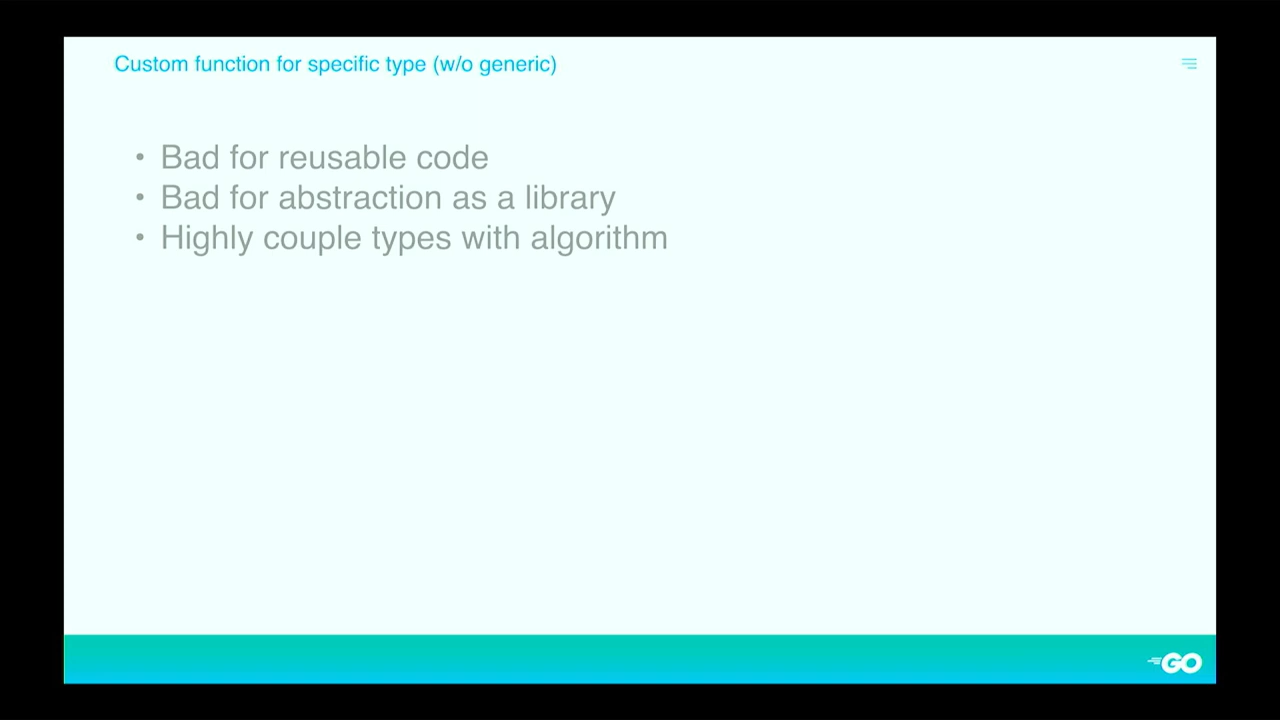 Custom function for specific type (w/o generic)
• Bad for reusable code
• Bad for abstraction as a library
• Highly couple types with algorithm
GO